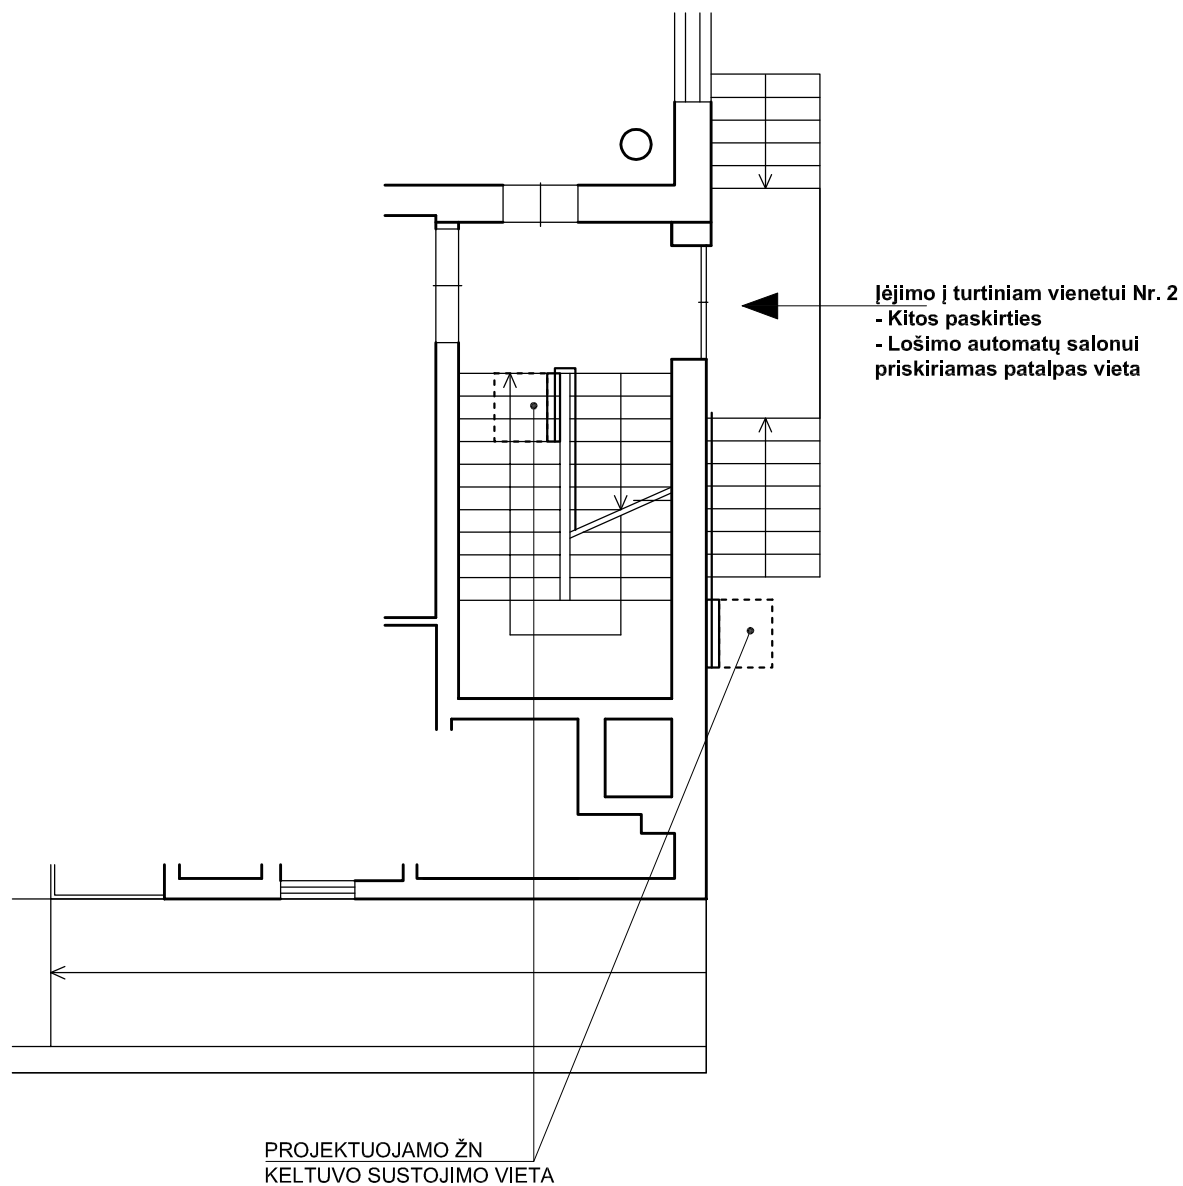 Įėjimo į turtiniam vienetui Nr. 2
- Kitos paskirties
- Lošimo automatų salonui
priskiriamas patalpas vieta
PROJEKTUOJAMO ŽN
KELTUVO SUSTOJIMO VIETA